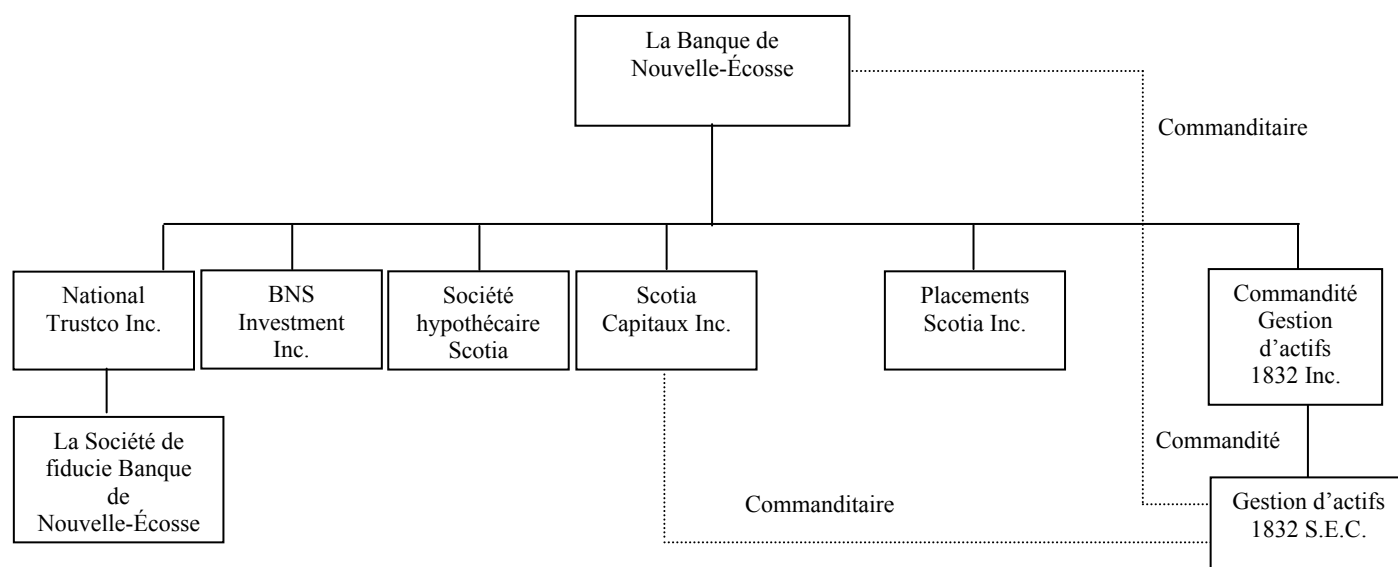 La Banque de
Nouvelle-Écosse
Commanditaire
National
Trustco Inc.
BNS
Investment
Inc.
Société
hypothécaire
Scotia
Scotia
Capitaux Inc.
Placements
Scotia Inc.
Commandité
Gestion
d’actifs
1832 Inc.
La Société de
fiducie Banque
de
Nouvelle-Écosse
Commandité
Commanditaire
Gestion d’actifs
1832 S.E.C.